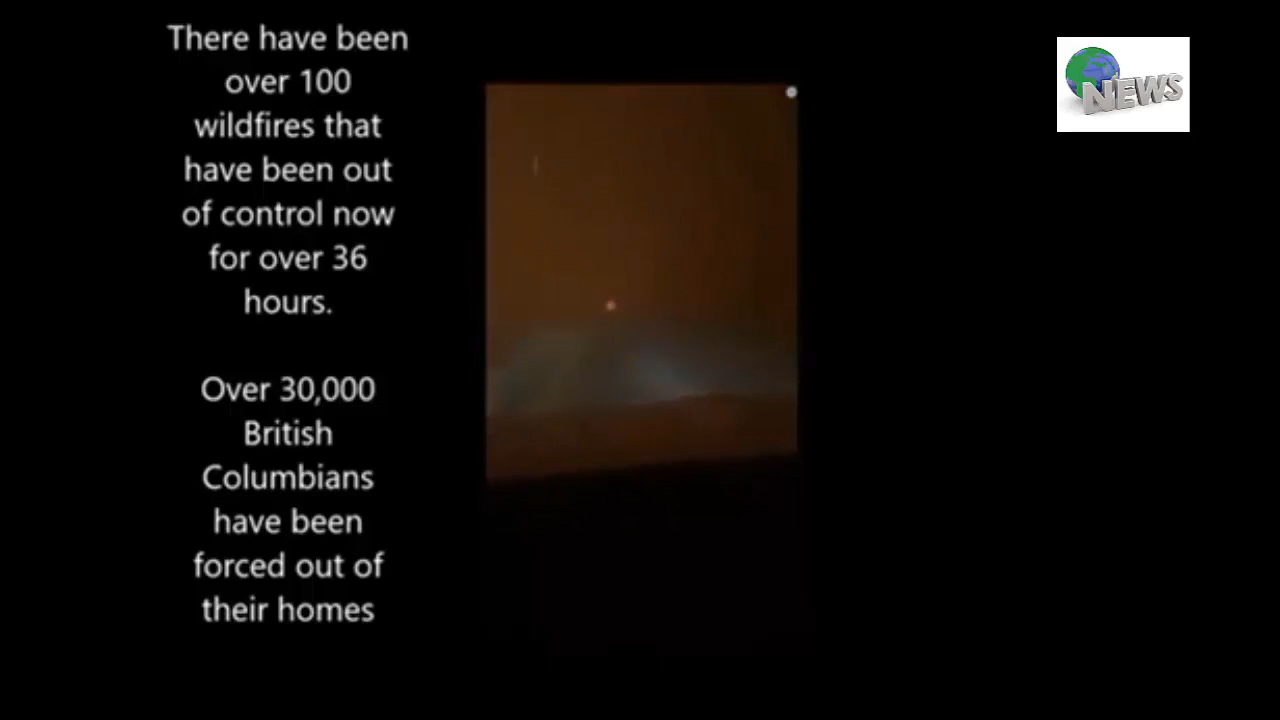 There have been
over 100
wildfires that
have been out
of control now
for over 36
hours.
Over 30,000
British
Columbians
have been
forced out of
their homes
NEWS